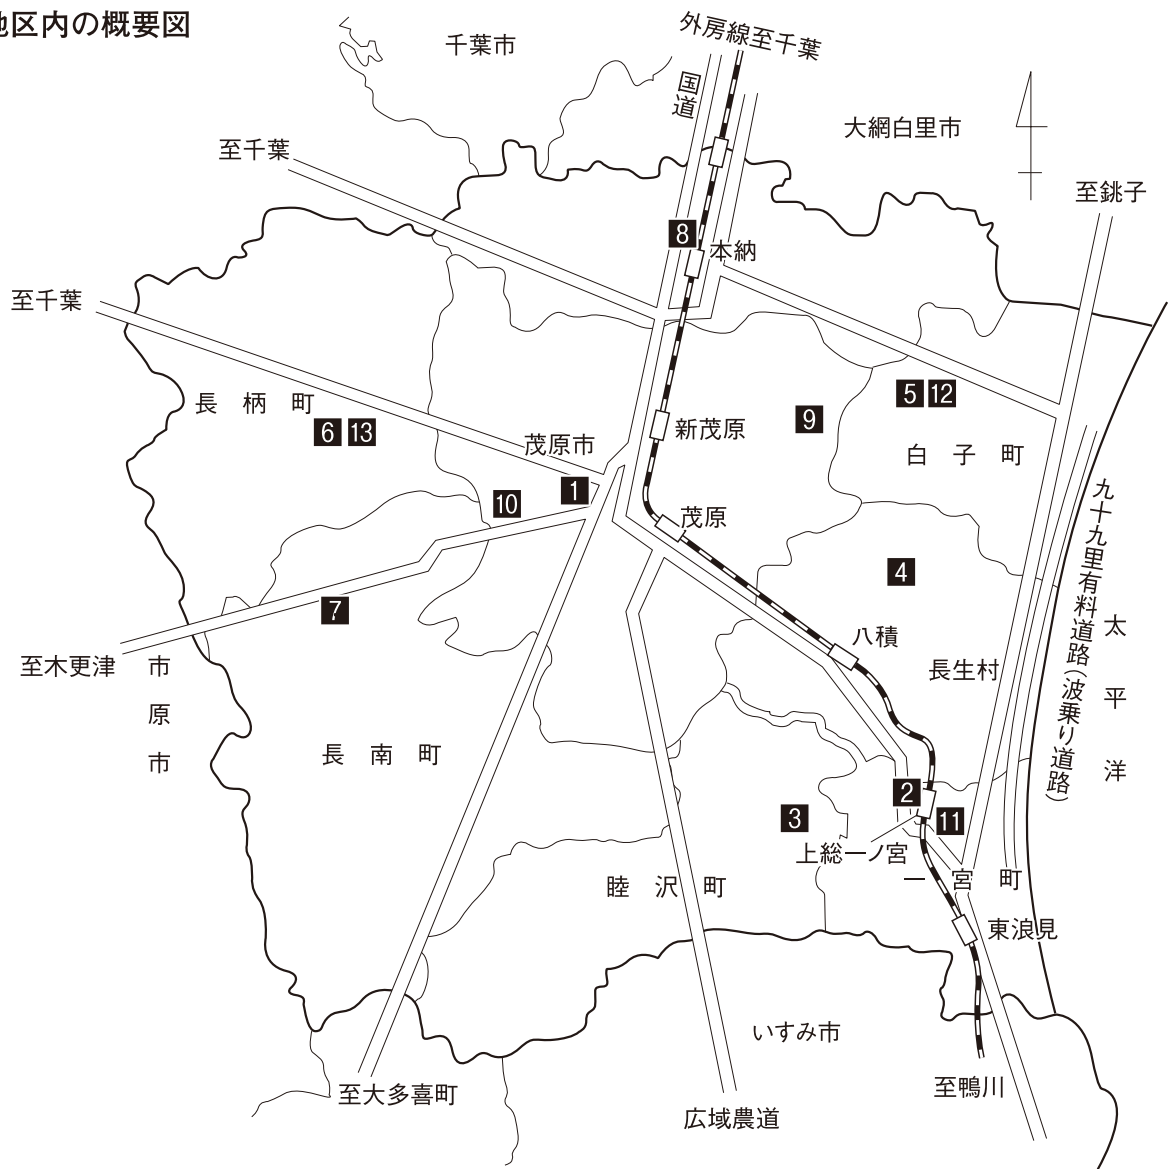 地区内の概要図
外房線至千葉
千葉市
国道
大網白里市
至千葉
至銚子
8
本納
至千葉
5 12
長柄町
9
6 13
新茂原
茂原市
白子町
1
10
茂原
九十九里有料道路(波乗り道路)
4
7
太平洋
八積
至木更津
長生村
市原市
長南町
2
3
11
上総一ノ宮
一宮町
睦沢町
東浪見
いすみ市
至鴨川
至大多喜町
広域農道